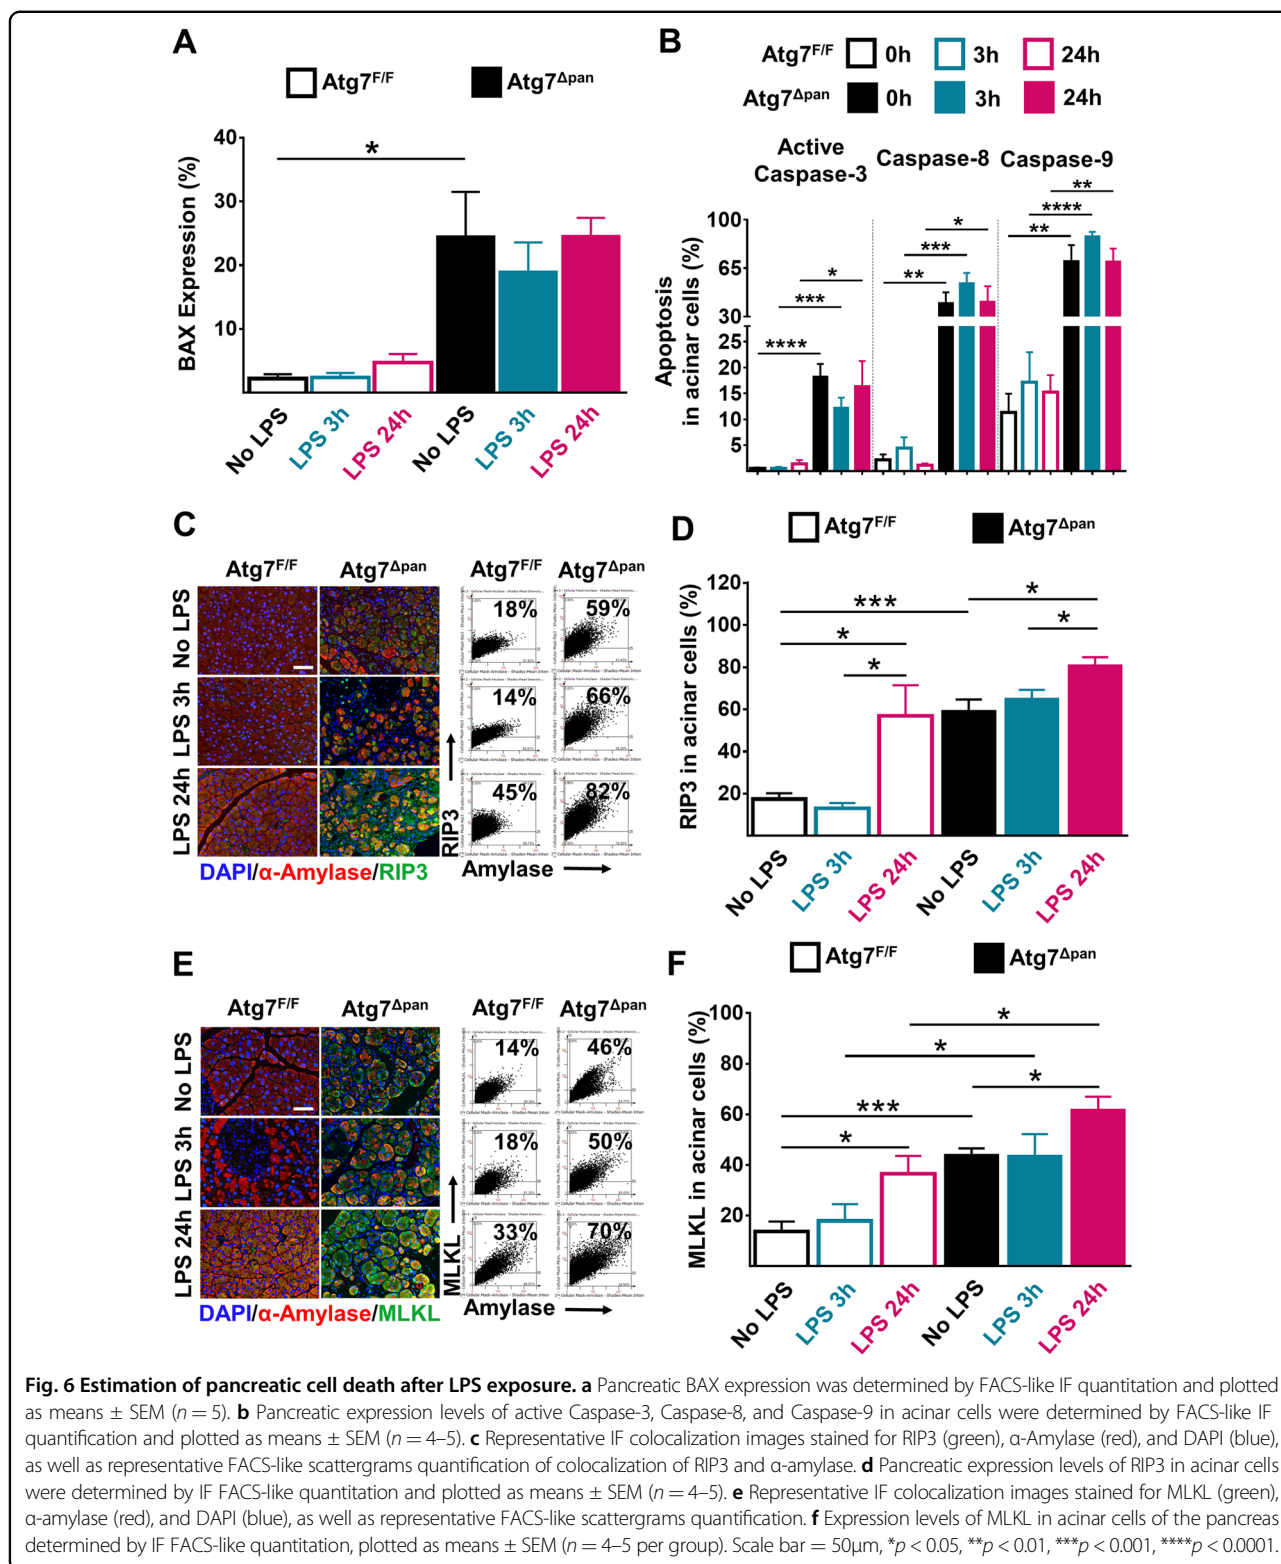 A
Atg7F/F
Atg7Δpan
BAX Expression (%)
40
30
20
10
*
No LPS
LPS 3h
LPS 24h
No LPS
LPS 3h
LPS 24h
B
Atg7F/F 0h 3h 24h
Atg7Δpan 0h 3h 24h
Active
Caspase-3
Caspase-8
Caspase-9
Apoptosis
in acinar cells (%)
100
65
30
25
20
15
10
5
****
***
*
**
***
*
**
****
**
C
Atg7F/F
Atg7Δpan
Atg7F/F
Atg7Δpan
No LPS
18%
59%
LPS 3h
14%
66%
LPS 24h
45%
82%
RIP3
Amylase
DAPI/α-Amylase/RIP3
D
Atg7F/F
Atg7Δpan
RIP3 in acinar cells (%)
120
100
80
60
40
20
***
*
*
*
*
No LPS
LPS 3h
LPS 24h
No LPS
LPS 3h
LPS 24h
E
Atg7F/F
Atg7Δpan
Atg7F/F
Atg7Δpan
No LPS
14%
46%
LPS 3h
18%
50%
LPS 24h
33%
70%
MLKL
Amylase
DAPI/α-Amylase/MLKL
F
Atg7F/F
Atg7Δpan
MLKL in acinar cells (%)
100
80
60
40
20
*
*
*
***
*
No LPS
LPS 3h
LPS 24h
No LPS
LPS 3h
LPS 24h
Fig. 6 Estimation of pancreatic cell death after LPS exposure. a Pancreatic BAX expression was determined by FACS-like IF quantitation and plotted
as means ± SEM (n = 5). b Pancreatic expression levels of active Caspase-3, Caspase-8, and Caspase-9 in acinar cells were determined by FACS-like IF
quantification and plotted as means ± SEM (n = 4–5). c Representative IF colocalization images stained for RIP3 (green), α-Amylase (red), and DAPI (blue),
as well as representative FACS-like scattergrams quantification of colocalization of RIP3 and α-amylase. d Pancreatic expression levels of RIP3 in acinar cells
were determined by IF FACS-like quantitation and plotted as means ± SEM (n = 4–5). e Representative IF colocalization images stained for MLKL (green),
α-amylase (red), and DAPI (blue), as well as representative FACS-like scattergrams quantification. f Expression levels of MLKL in acinar cells of the pancreas
determined by IF FACS-like quantitation, plotted as means ± SEM (n = 4–5 per group). Scale bar = 50μm, *p < 0.05, **p < 0.01, ***p < 0.001, ****p < 0.0001.